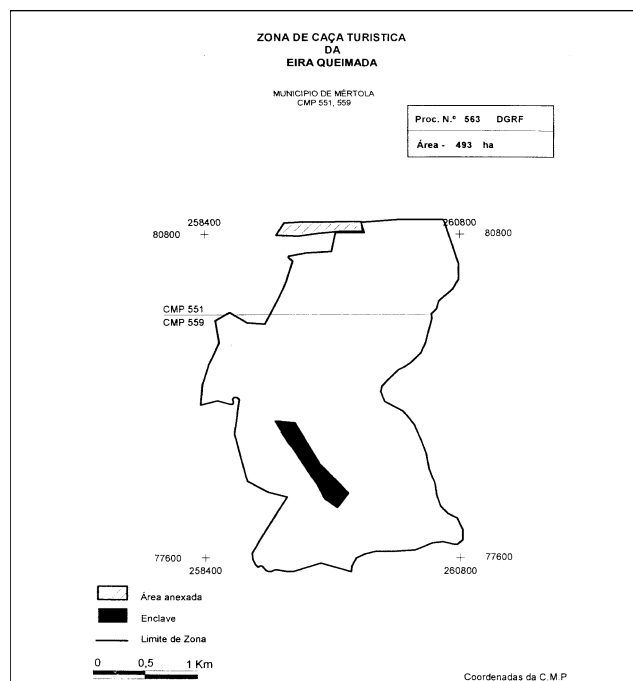 ZONA DE CAÇA TURISTICA
DA
EIRA QUEIMADA
MUNICIPIO DE MÉRTOLA
CMP 551, 559
Proc. N.º 563 DGRF
Área - 493 ha
258400
260800
80800
80800
CMP 551
CMP 559
77600
77600
258400
260800
Área anexada
Enclave
Limite de Zona
0 0,5 1 Km
Coordenadas da C.M.P